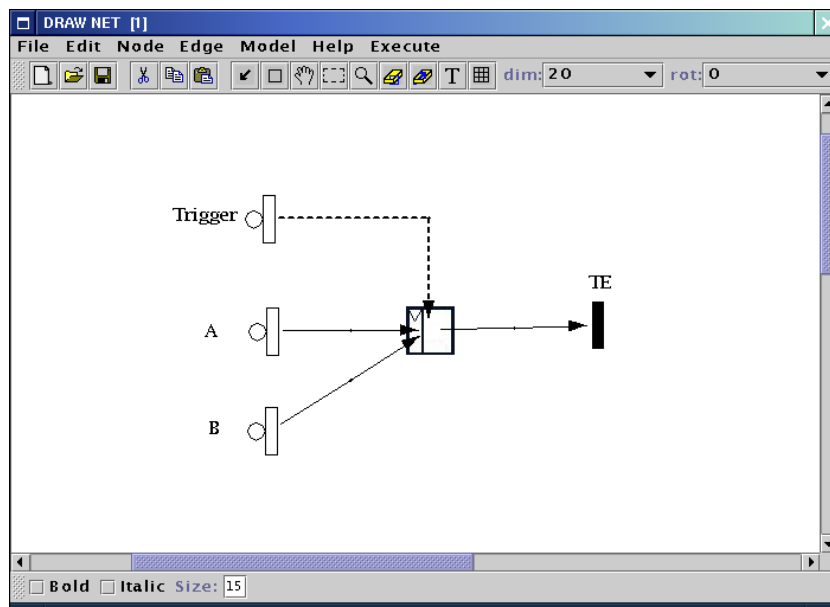 DRAW NET [1]
File Edit Node Edge Model Help Execute
T dim: 20 rot: 0
Trigger
TE
A
B
Bold Italic Size: 15